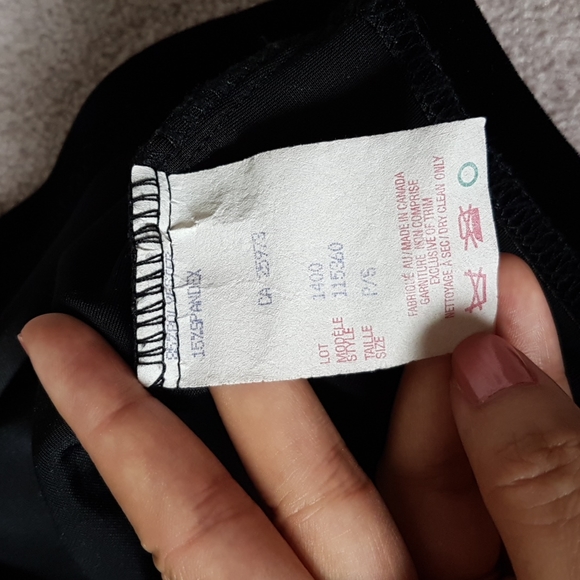 15%SPANDEX
CA 25973
LOT 1400
MODÈLE
STYLE 115360
TAILLE
SIZE P/S
FABRIQUÉ AU/MADE IN CANADA
GARNITURE NON COMPRISE
EXCLUSIVE OF TRIM
NETTOYAGE À SEC/DRY CLEAN ONLY